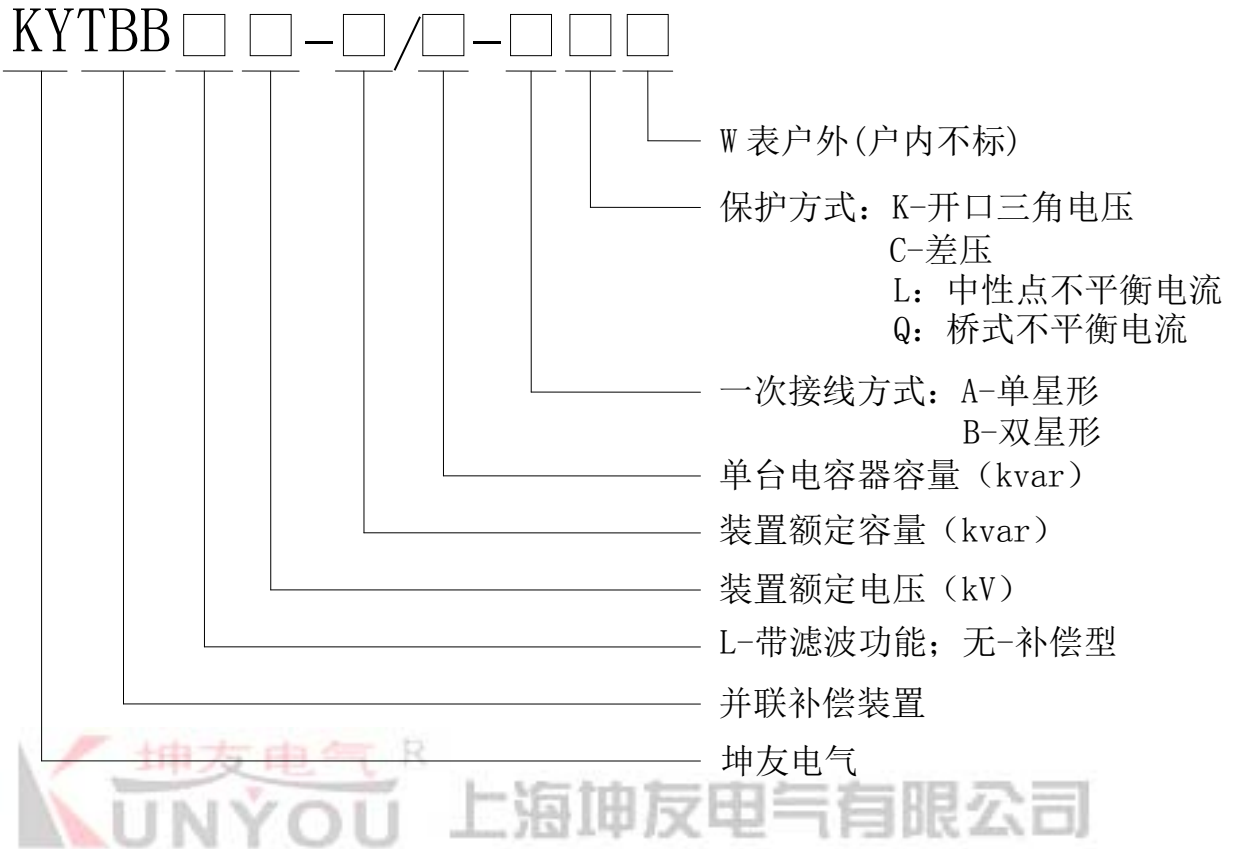 KYTBB□□-□/□-□□□
W表户外(户内不标)
保护方式：K-开口三角电压
C-差压
L：中性点不平衡电流
Q：桥式不平衡电流
一次接线方式：A-单星形
B-双星形
单台电容器容量（kvar）
装置额定容量（kvar）
装置额定电压（kV）
L-带滤波功能；无-补偿型
并联补偿装置
坤友电气
坤友电气 R
KUNYOU 上海坤友电气有限公司